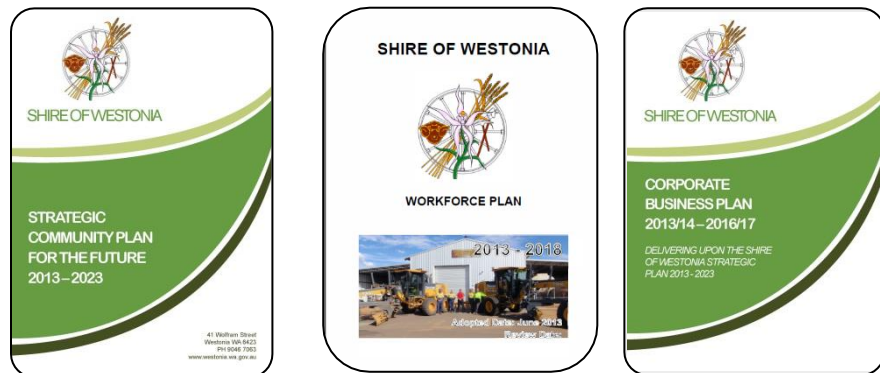 SHIRE OF WESTONIA
STRATEGIC
COMMUNITY PLAN
FOR THE FUTURE
2013 – 2023
41 Wolfram Street
Westonia WA 6423
PH 9046 7063
www.westonia.wa.gov.au
SHIRE OF WESTONIA
WORKFORCE PLAN
2013 - 2018
Adopted Date: June 2013
Review Date:
SHIRE OF WESTONIA
CORPORATE
BUSINESS PLAN
2013/14 – 2016/17
DELIVERING UPON THE SHIRE
OF WESTONIA STRATEGIC
PLAN 2013 - 2023